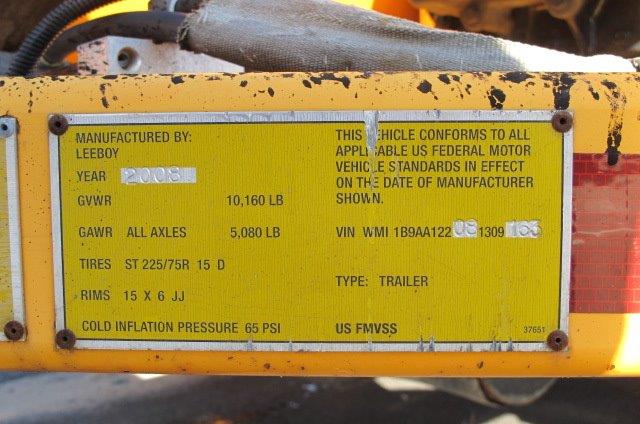 MANUFACTURED BY:
LEEBOY
YEAR 2008
GVWR 10,160 LB
GAWR ALL AXLES 5,080 LB
TIRES ST 225/75R 15 D
RIMS 15 X 6 JJ
COLD INFLATION PRESSURE 65 PSI
THIS VEHICLE CONFORMS TO ALL
APPLICABLE US FEDERAL MOTOR
VEHICLE STANDARDS IN EFFECT
ON THE DATE OF MANUFACTURER
SHOWN.
VIN WMI 1B9AA122 08 1309
TYPE: TRAILER
US FMVSS 37651